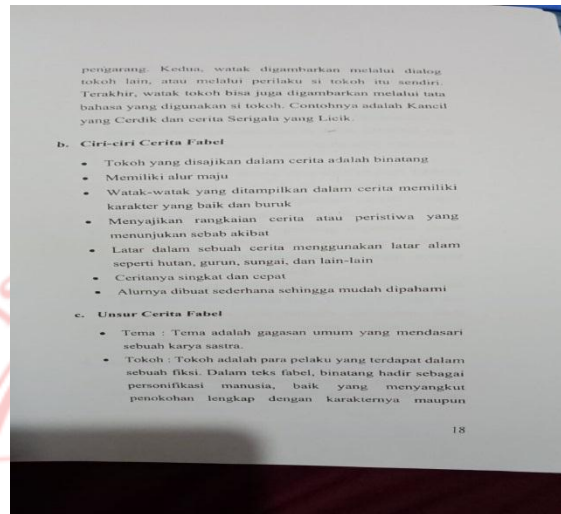 pengarang. Kedua, watak digambarkan melalui dialog
tokoh lain, atau melalui perilaku si tokoh itu sendiri.
Terakhir, watak tokoh bisa juga digambarkan melalui tata
bahasa yang digunakan si tokoh. Contohnya adalah Kancil
yang Cerdik dan cerita Serigala yang Licik.
b. Ciri-ciri Cerita Fabel
• Tokoh yang disajikan dalam cerita adalah binatang
• Memiliki alur maju
• Watak-watak yang ditampilkan dalam cerita memiliki
karakter yang baik dan buruk
• Menyajikan rangkaian cerita atau peristiwa yang
menunjukan sebab akibat
• Latar dalam sebuah cerita menggunakan latar alam
seperti hutan, gurun, sungai, dan lain-lain
• Ceritanya singkat dan cepat
• Alurnya dibuat sederhana sehingga mudah dipahami
c. Unsur Cerita Fabel
• Tema : Tema adalah gagasan umum yang mendasari
sebuah karya sastra.
• Tokoh : Tokoh adalah para pelaku yang terdapat dalam
sebuah fiksi. Dalam teks fabel, binatang hadir sebagai
personifikasi manusia, baik yang menyangkut
penokohan lengkap dengan karakternya maupun
18